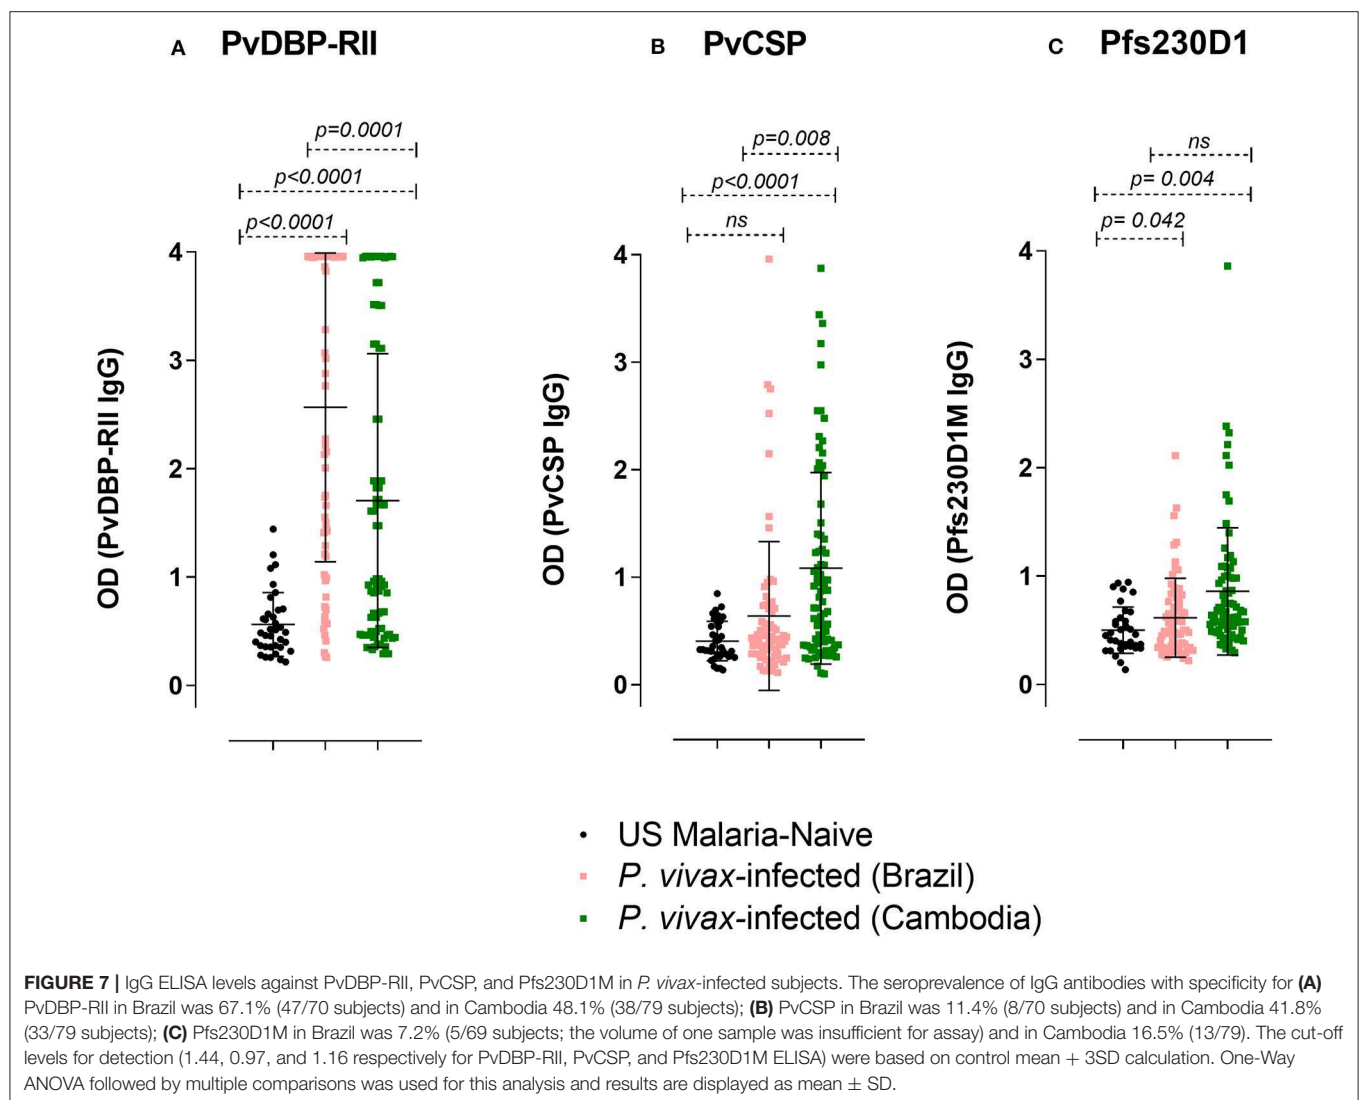 A PvDBP-RII
B PvCSP
C Pfs230D1
p=0.0001
p<0.0001
p<0.0001
4
3
2
1
0
OD (PvDBP-RII IgG)
p=0.008
p<0.0001
ns
4
3
2
1
0
OD (PvCSP IgG)
ns
p= 0.004
p= 0.042
4
3
2
1
0
OD (Pfs230D1M IgG)
US Malaria-Naive
P. vivax-infected (Brazil)
P. vivax-infected (Cambodia)
FIGURE 7 | IgG ELISA levels against PvDBP-RII, PvCSP, and Pfs230D1M in P. vivax-infected subjects. The seroprevalence of IgG antibodies with specificity for (A)
PvDBP-RII in Brazil was 67.1% (47/70 subjects) and in Cambodia 48.1% (38/79 subjects); (B) PvCSP in Brazil was 11.4% (8/70 subjects) and in Cambodia 41.8%
(33/79 subjects); (C) Pfs230D1M in Brazil was 7.2% (5/69 subjects; the volume of one sample was insufficient for assay) and in Cambodia 16.5% (13/79). The cut-off
levels for detection (1.44, 0.97, and 1.16 respectively for PvDBP-RII, PvCSP, and Pfs230D1M ELISA) were based on control mean + 3SD calculation. One-Way
ANOVA followed by multiple comparisons was used for this analysis and results are displayed as mean ± SD.